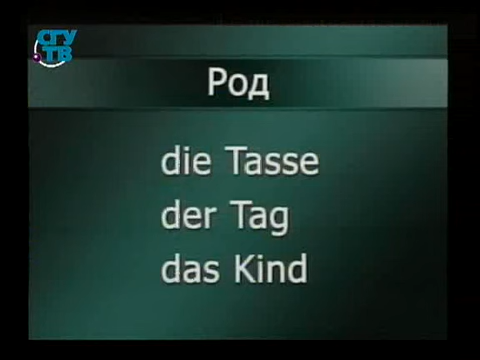 СГУ
ТВ
Род
die Tasse
der Tag
das Kind